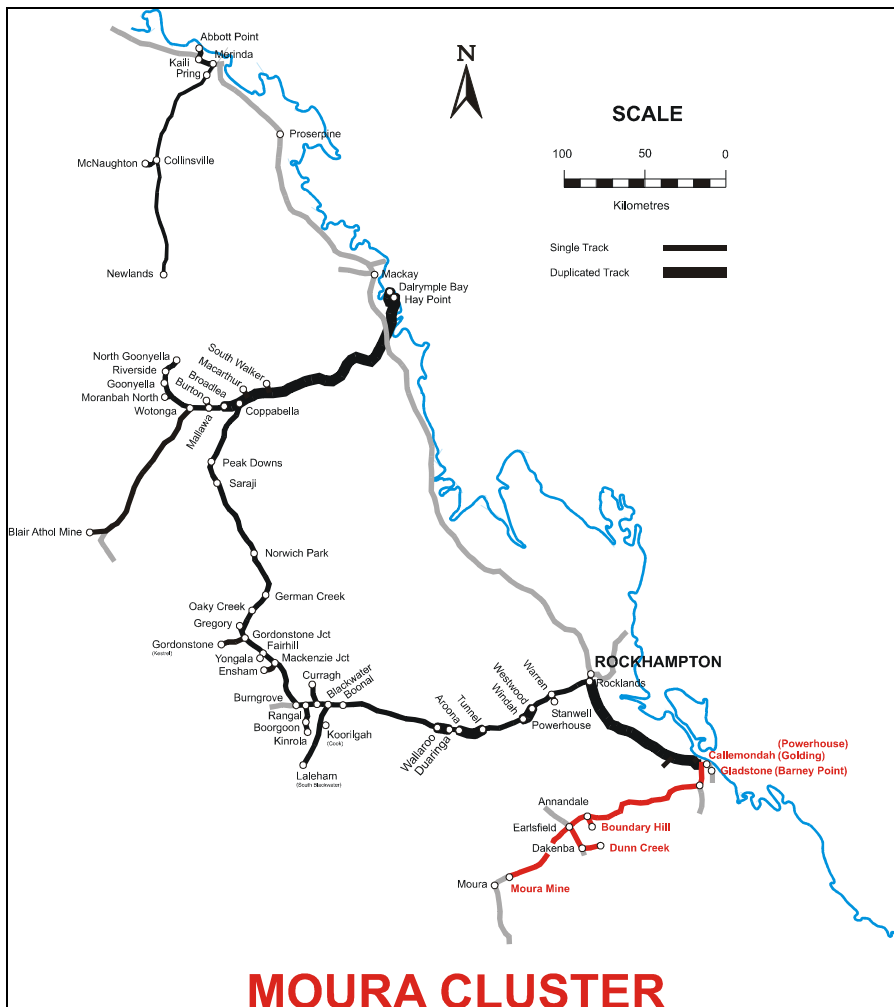 Abbott Point
Kaili
Merinda
Pring
N
SCALE
100
50
0
Kilometres
Proserpine
McNaughton
Collinsville
Single Track
Duplicated Track
Newlands
Mackay
Dalrymple Bay
Hay Point
North Goonyella
Riverside
Goonyella
Moranbah North
Wotonga
Burton
Mallawa
Broadlea
Macarthur
South Walker
Coppabella
Peak Downs
Saraji
Blair Athol Mine
Norwich Park
German Creek
Oaky Creek
Gregory
Gordonstone Jct
Gordonstone
(Kestrel)
Fairhill
Yongala
Mackenzie Jct
Ensham
Curragh
Burngrove
Rangal
Boorgoon
Kinrola
Blackwater
Boonal
Koorilgah
(Cook)
Laleham
(South Blackwater)
Wallaroo
Duaringa
Aroona
Tunnel
Windah
Westwood
Warren
Stanwell
Powerhouse
ROCKHAMPTON
Rocklands
(Powerhouse)
Callemondah (Golding)
Gladstone (Barney Point)
Annandale
Earlsfield
Boundary Hill
Dakenba
Dunn Creek
Moura
Moura Mine
MOURA CLUSTER